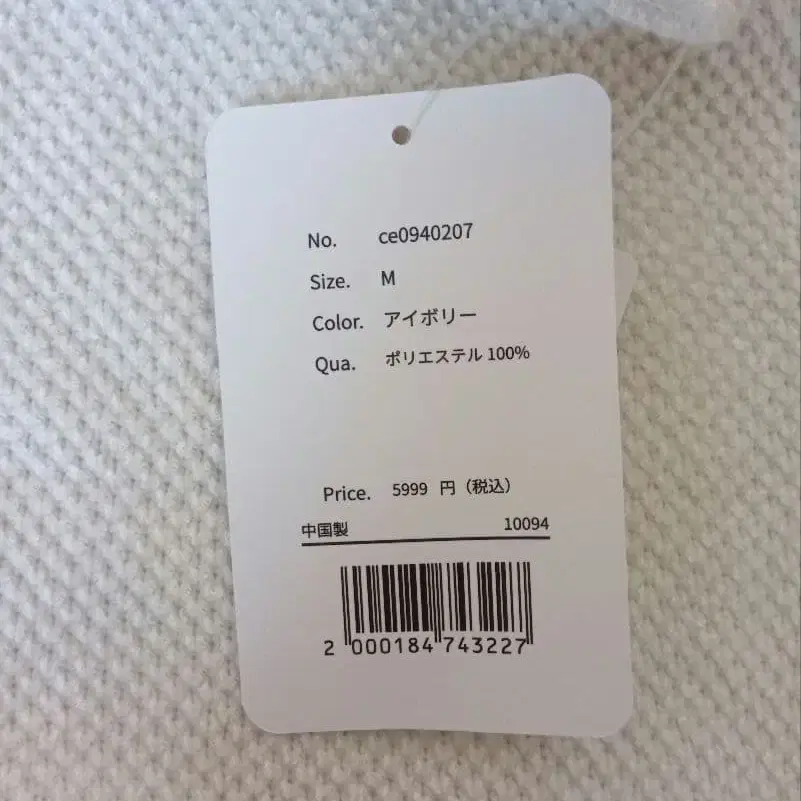 No. ce0940207
Size. M
Color. アイボリー
Qua. ポリエステル 100%
Price. 5999 円（税込）
中国製 10094
2 000184 743227